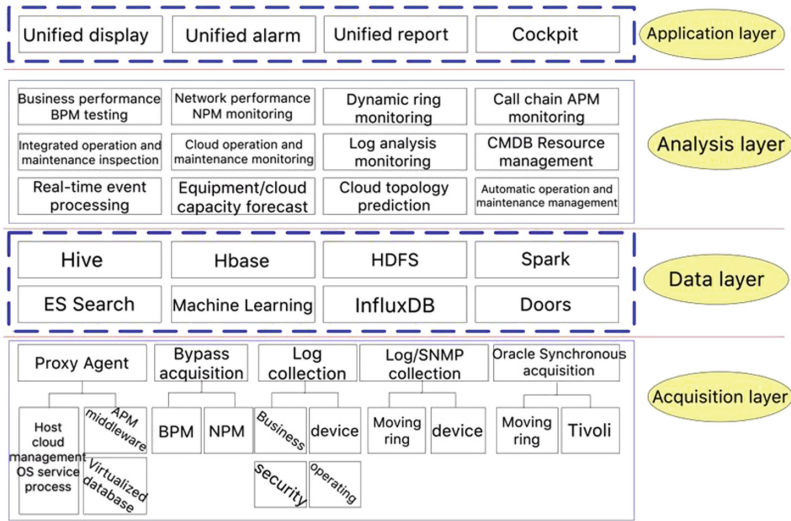 Unified display
Unified alarm
Unified report
Cockpit
Application layer
Business performance
BPM testing
Network performance
NPM monitoring
Dynamic ring
monitoring
Call chain APM
monitoring
Integrated operation and
maintenance inspection
Cloud operation and
maintenance monitoring
Log analysis
monitoring
CMDB Resource
management
Analysis layer
Real-time event
processing
Equipment/cloud
capacity forecast
Cloud topology
prediction
Automatic operation and
maintenance management
Hive
Hbase
HDFS
Spark
Data layer
ES Search
Machine Learning
InfluxDB
Doors
Proxy Agent
Bypass
acquisition
Log
collection
Log/SNMP
collection
Oracle Synchronous
acquisition
Acquisition layer
Host
cloud
management
OS service
process
APM
middleware
Virtualized
database
BPM
NPM
Business
device
security
operating
Moving
ring
device
Moving
ring
Tivoli